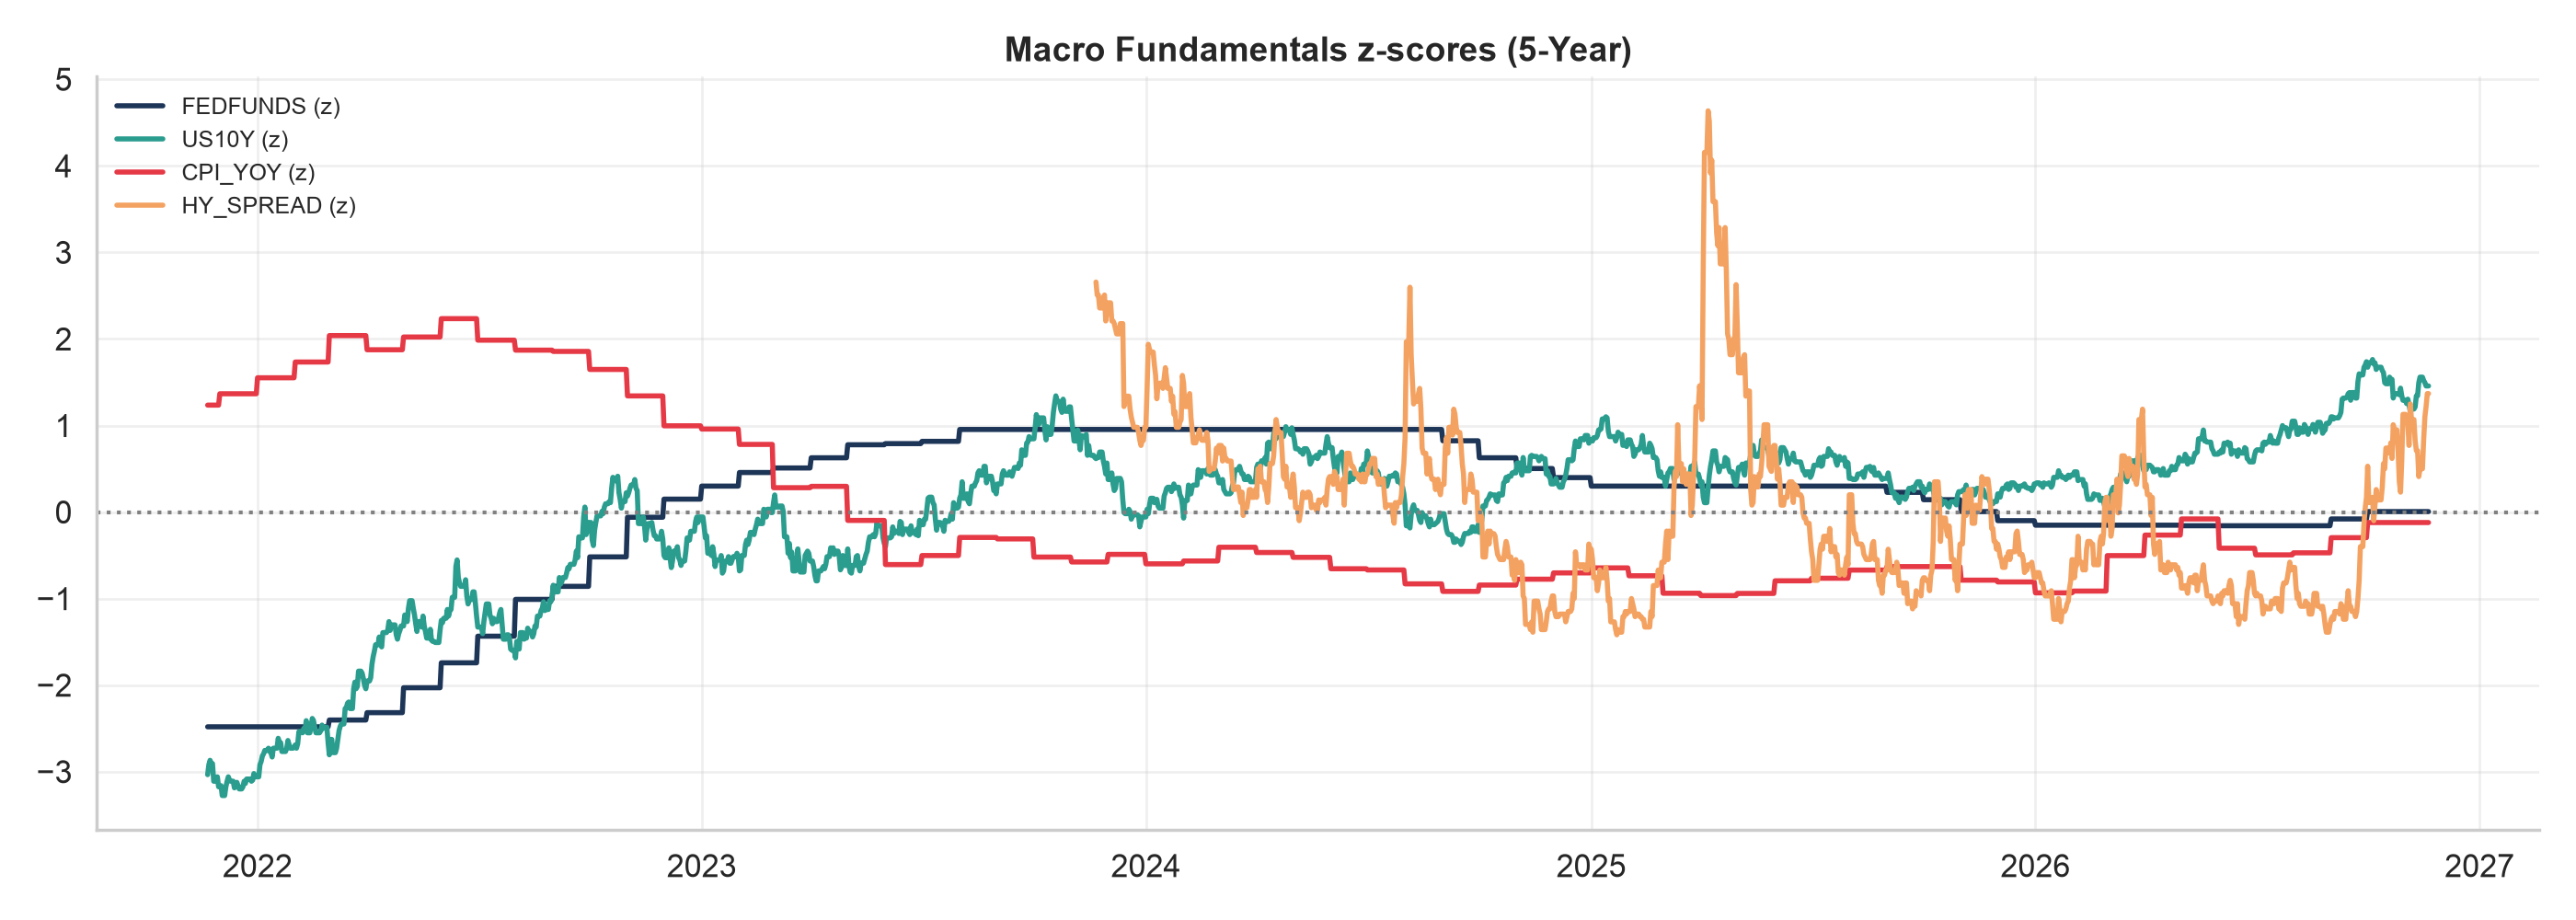 Macro Fundamentals z-scores (5-Year)
5
4
3
2
1
0
−1
−2
−3
FEDFUNDS (z)
US10Y (z)
CPI_YOY (z)
HY_SPREAD (z)
2022 2023 2024 2025 2026 2027